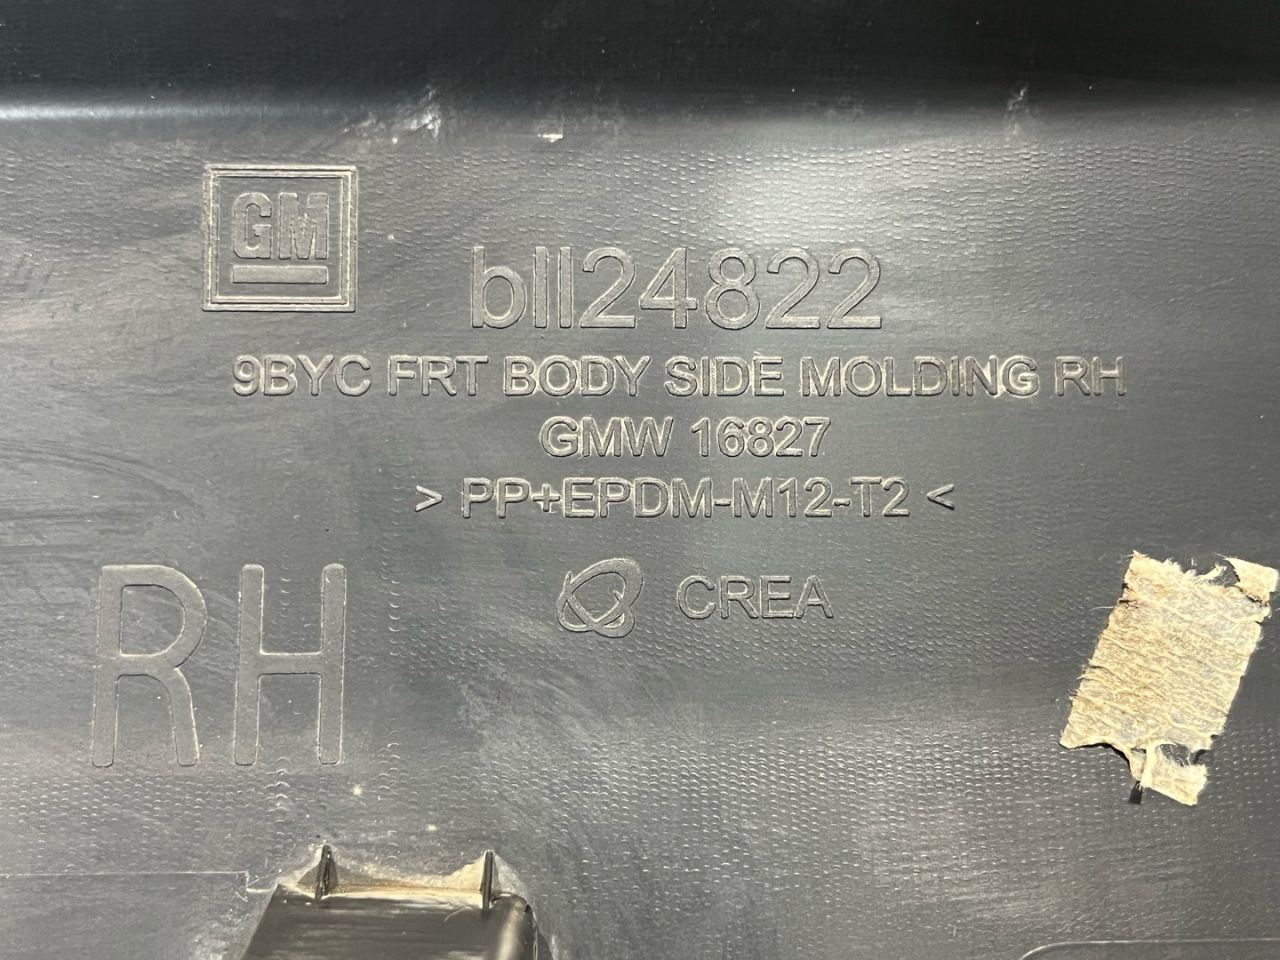 GM
bll24822
9BYC FRT BODY SIDE MOLDING RH
GMW 16827
> PP+EPDM-M12-T2 <
CREA
RH